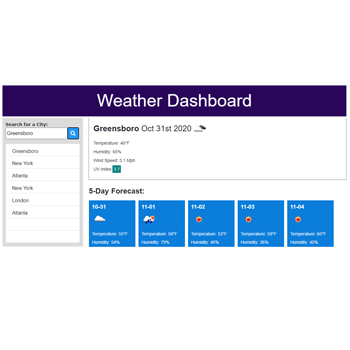 Weather Dashboard
Search for a City:
Greensboro
Greensboro
New York
Atlanta
New York
London
Atlanta
Greensboro Oct 31st 2020
Temperature: 46°F
Humidity: 65%
Wind Speed: 3.1 Mph
UV Index 3.7
5-Day Forecast:
10-31
Temperature: 55°F
Humidity: 54%
11-01
Temperature: 58°F
Humidity: 79%
11-02
Temperature: 53°F
Humidity: 40%
11-03
Temperature: 59°F
Humidity: 36%
11-04
Temperature: 60°F
Humidity: 45%